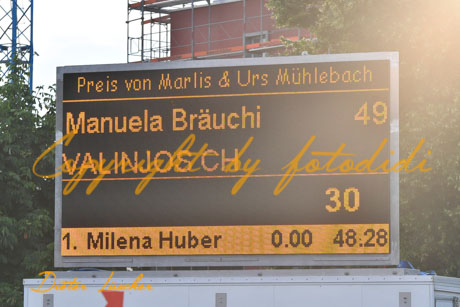 Preis von Marlis & Urs Mühlebach
Manuela Bräuchi 49
VALINJOS CH
Copyright by fotodidi
30
1. Milena Huber 0.00 48:28